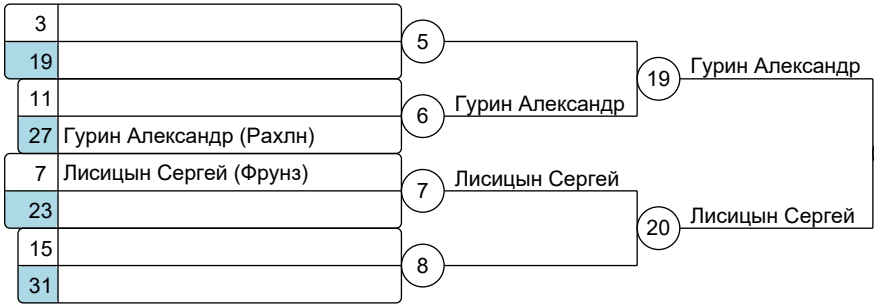 3
5
19
19 Гурин Александр
11
6 Гурин Александр
27 Гурин Александр (Рахлн)
7 Лисицын Сергей (Фрунз)
7 Лисицын Сергей
23
20 Лисицын Сергей
15
8
31